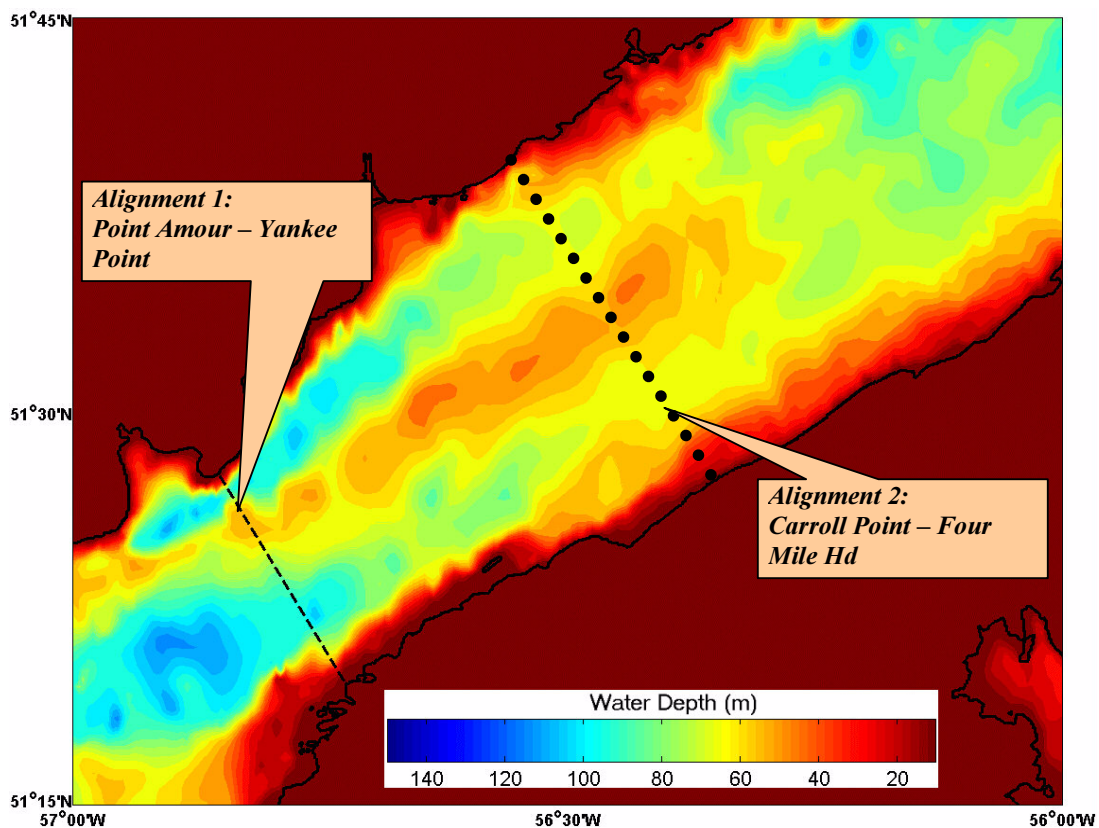 51°45'N
Alignment 1:
Point Amour – Yankee
Point
51°30'N
Alignment 2:
Carroll Point – Four
Mile Hd
Water Depth (m)
140 120 100 80 60 40 20
51°15'N
57°00'W 56°30'W 56°00'W